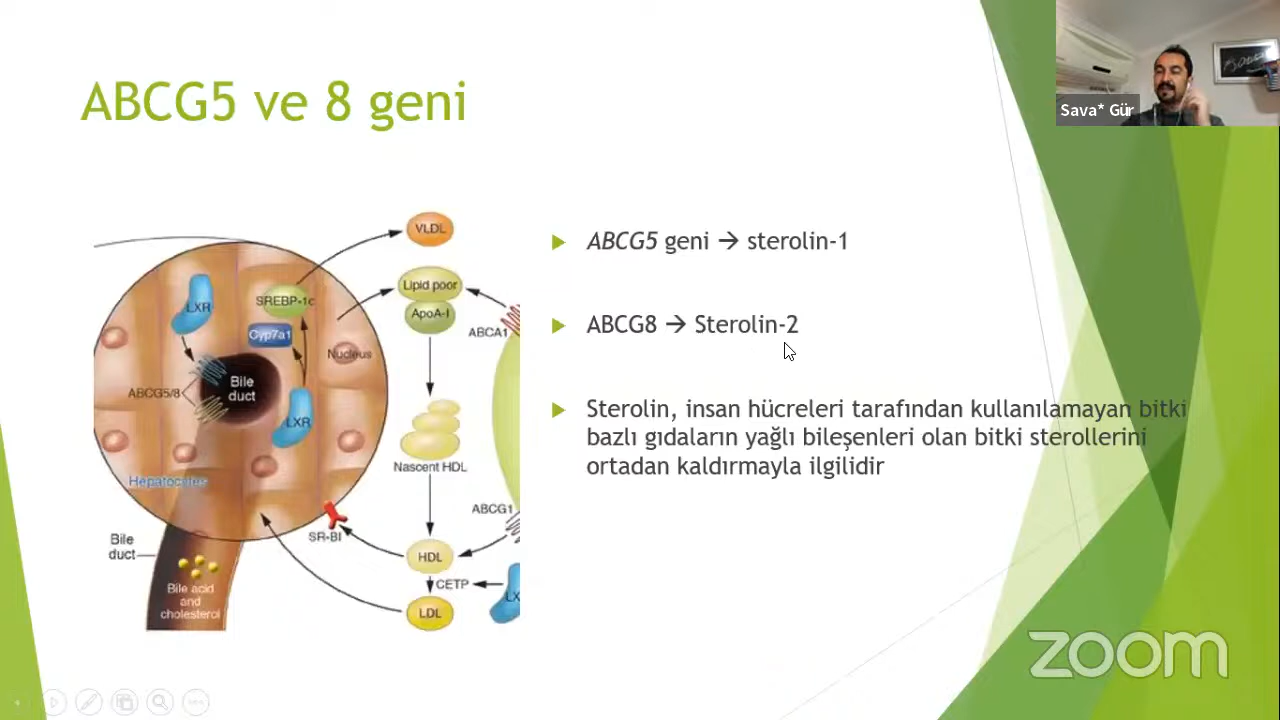 ABCG5 ve 8 geni
Sava* Gür
ABCG5 geni → sterolin-1
ABCG8 → Sterolin-2
Sterolin, insan hücreleri tarafından kullanılamayan bitki
bazlı gıdaların yağlı bileşenleri olan bitki sterollerini
ortadan kaldırmayla ilgilidir
VLDL
LXR
SREBP-1c
Lipid poor
ApoA-I
ABCA1
Cyp7a1
Nucleus
Bile
duct
ABCG5/8
LXR
Nascent HDL
Hepatocytes
ABCG1
SR-BI
Bile
duct
HDL
CETP
LX
Bile acid
and
cholesterol
LDL
zoom